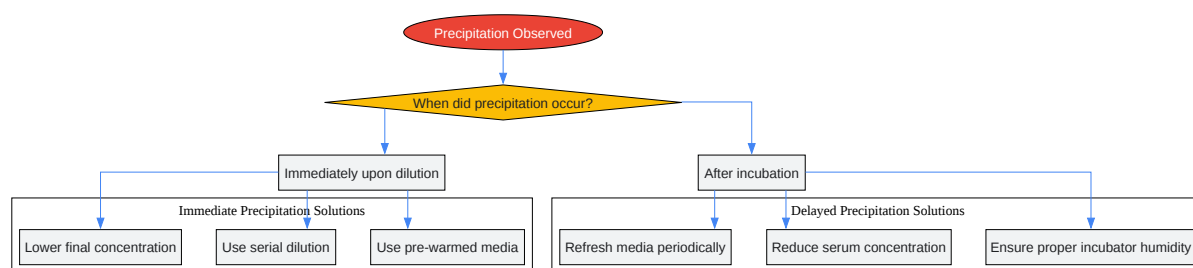 Precipitation Observed
When did precipitation occur?
Immediately upon dilution
After incubation
Immediate Precipitation Solutions
Delayed Precipitation Solutions
Lower final concentration
Use serial dilution
Use pre-warmed media
Refresh media periodically
Reduce serum concentration
Ensure proper incubator humidity